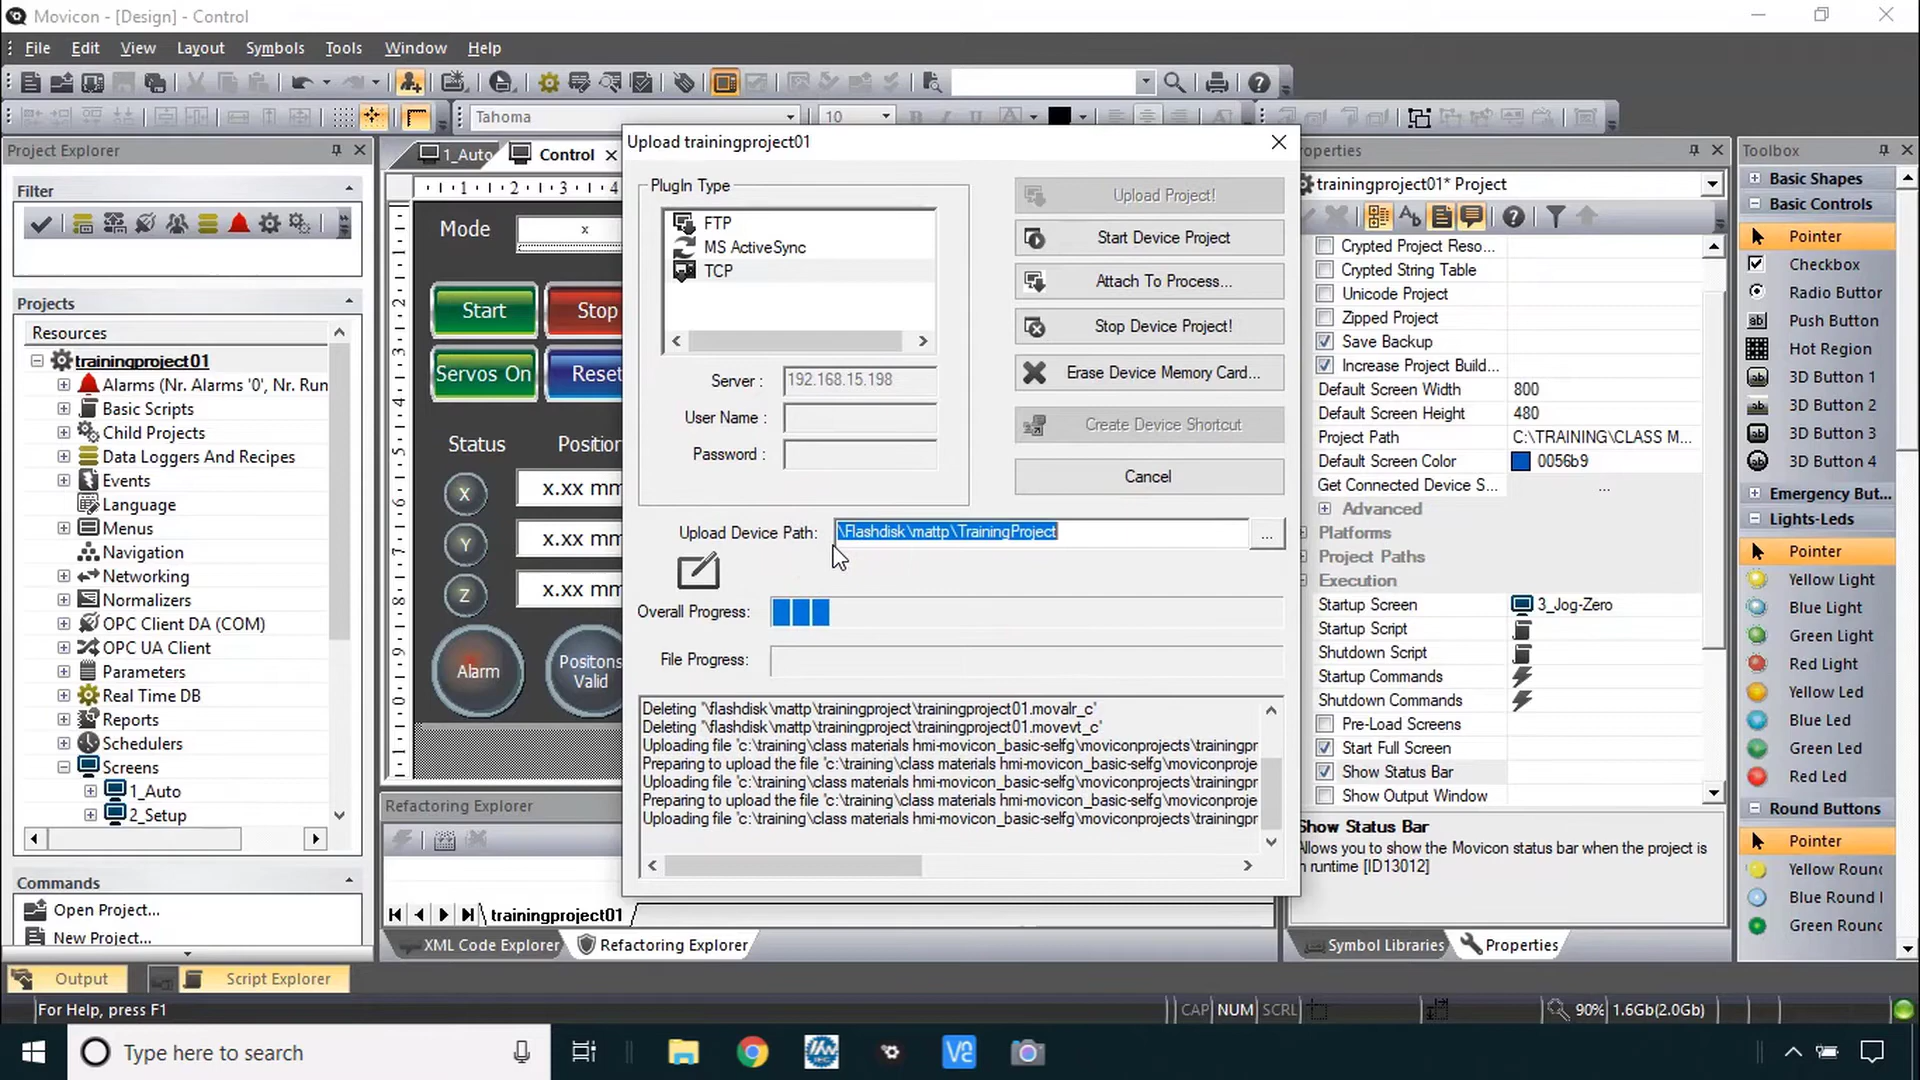 Movicon - [Design] - Control
File Edit View Layout Symbols Tools Window Help
Tahoma 10
Project Explorer
Filter
Projects
Resources
trainingproject01
Alarms (Nr. Alarms '0', Nr. Run
Basic Scripts
Child Projects
Data Loggers And Recipes
Events
Language
Menus
Navigation
Networking
Normalizers
OPC Client DA (COM)
OPC UA Client
Parameters
Real Time DB
Reports
Schedulers
Screens
1_Auto
2_Setup
Commands
Open Project...
New Project...
Output Script Explorer
For Help, press F1
1_Auto Control
Mode x
Start Stop
Servos On Reset
Status Position
X x.xx mm
Y x.xx mm
Z x.xx mm
Alarm Positons Valid
Refactoring Explorer
trainingproject01
XML Code Explorer Refactoring Explorer
Upload trainingproject01
PlugIn Type
FTP
MS ActiveSync
TCP
Server : 192.168.15.198
User Name :
Password :
Upload Project!
Start Device Project
Attach To Process...
Stop Device Project!
Erase Device Memory Card...
Create Device Shortcut
Cancel
Upload Device Path: \Flashdisk\mattp\TrainingProject ...
Overall Progress:
File Progress:
Deleting "\flashdisk\mattp\trainingproject\trainingproject01.movalr_c"
Deleting "\flashdisk\mattp\trainingproject\trainingproject01.movevt_c"
Uploading file 'c:\training\class materials hmi-movicon_basic-selfg\moviconprojects\trainingpr
Preparing to upload the file 'c:\training\class materials hmi-movicon_basic-selfg\moviconproje
Uploading file 'c:\training\class materials hmi-movicon_basic-selfg\moviconprojects\trainingpr
Preparing to upload the file 'c:\training\class materials hmi-movicon_basic-selfg\moviconproje
Uploading file 'c:\training\class materials hmi-movicon_basic-selfg\moviconprojects\trainingpr
roperties
trainingproject01* Project
Crypted Project Reso...
Crypted String Table
Unicode Project
Zipped Project
Save Backup
Increase Project Build...
Default Screen Width 800
Default Screen Height 480
Project Path C:\TRAINING\CLASS M...
Default Screen Color 0056b9
Get Connected Device S... ...
Advanced
Platforms
Project Paths
Execution
Startup Screen 3_Jog-Zero
Startup Script
Shutdown Script
Startup Commands
Shutdown Commands
Pre-Load Screens
Start Full Screen
Show Status Bar
Show Output Window
Show Status Bar
Allows you to show the Movicon status bar when the project is
n runtime [ID13012]
Symbol Libraries Properties
Toolbox
Basic Shapes
Basic Controls
Pointer
Checkbox
Radio Buttor
Push Button
Hot Region
3D Button 1
3D Button 2
3D Button 3
3D Button 4
Emergency But...
Lights-Leds
Pointer
Yellow Light
Blue Light
Green Light
Red Light
Yellow Led
Blue Led
Green Led
Red Led
Round Buttons
Pointer
Yellow Round
Blue Round I
Green Round
CAP NUM SCRL 90% 1.6Gb(2.0Gb)
Type here to search